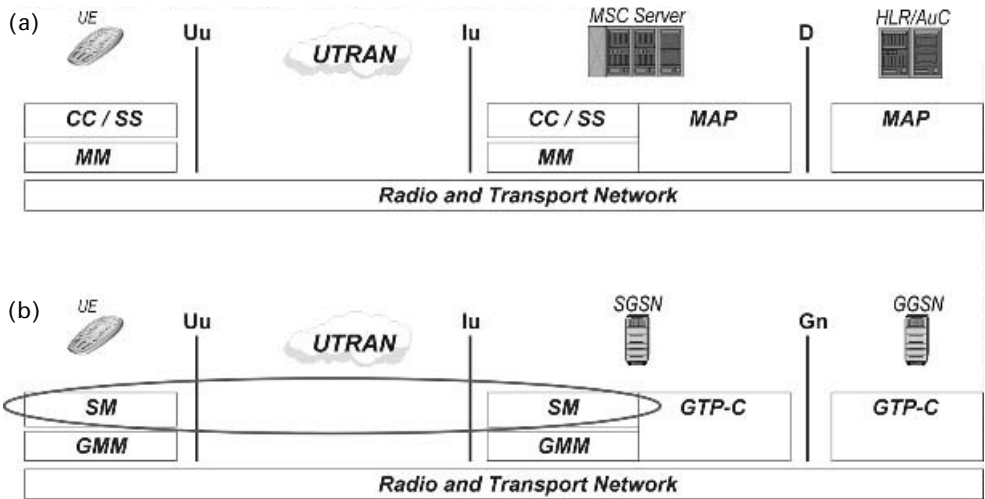 (a)
UE
Uu
UTRAN
Iu
MSC Server
D
HLR/AuC
CC / SS
CC / SS
MAP
MAP
MM
MM
Radio and Transport Network
(b)
UE
Uu
UTRAN
Iu
SGSN
Gn
GGSN
SM
SM
GTP-C
GTP-C
GMM
GMM
Radio and Transport Network